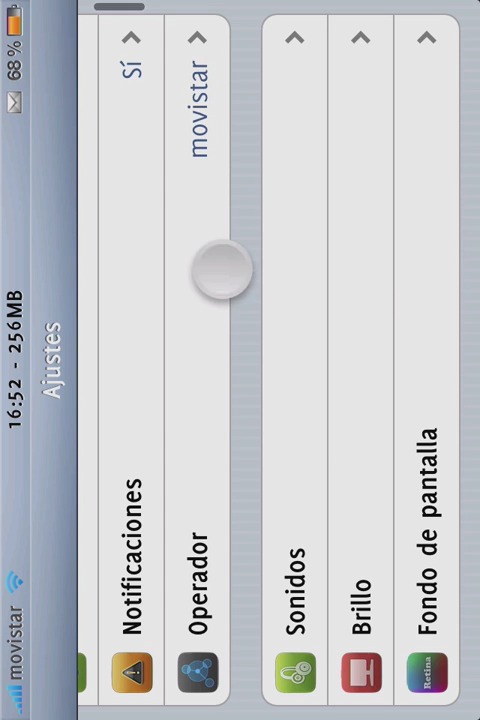 movistar 16:52 - 256MB 68 %
Ajustes
Notificaciones Sí
Operador movistar
Sonidos
Brillo
Retina Fondo de pantalla